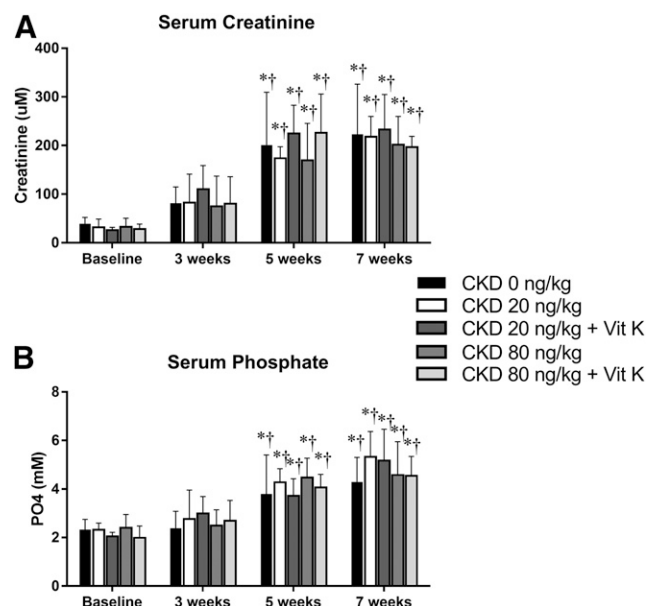 A
Serum Creatinine
Creatinine (uM)
400
300
200
100
0
*† *† *† *† *† *† *† *† *† *†
Baseline 3 weeks 5 weeks 7 weeks
CKD 0 ng/kg
CKD 20 ng/kg
CKD 20 ng/kg + Vit K
CKD 80 ng/kg
CKD 80 ng/kg + Vit K
B
Serum Phosphate
PO4 (mM)
8
6
4
2
0
*† *† *† *† *† *† *† *† *† *†
Baseline 3 weeks 5 weeks 7 weeks